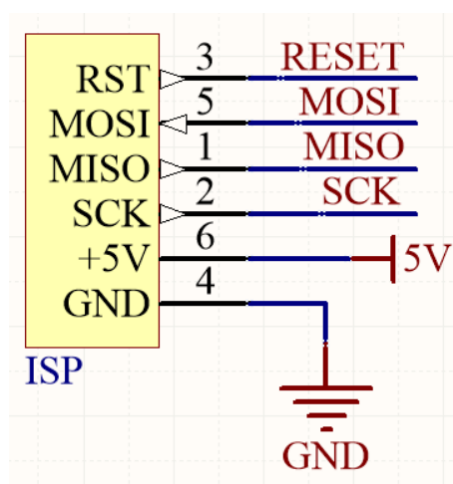 RST 3 RESET
MOSI 5 MOSI
MISO 1 MISO
SCK 2 SCK
+5V 6 5V
GND 4
ISP
GND